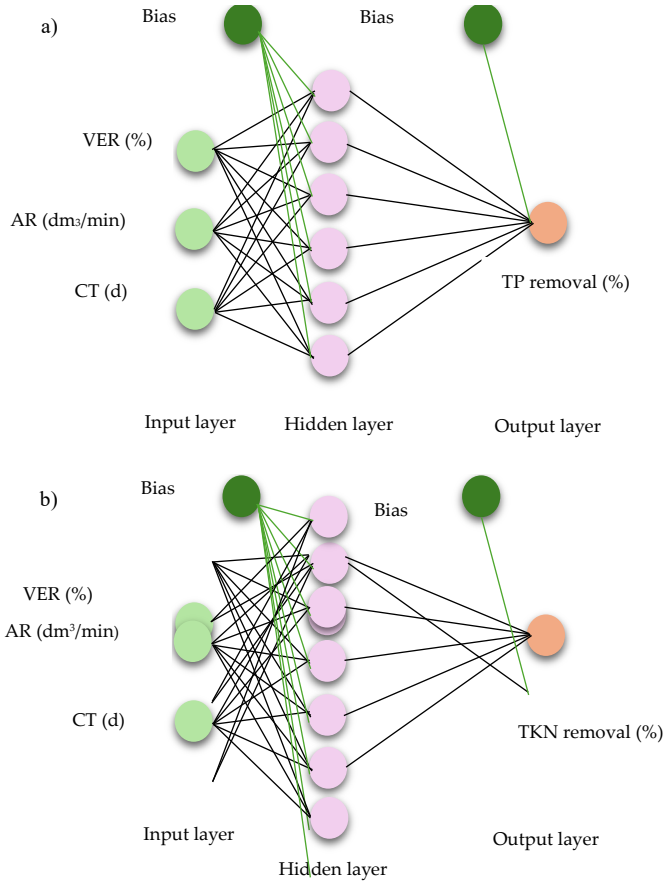 a)
Bias
Bias
VER (%)
AR (dm₃/min)
CT (d)
TP removal (%)
Input layer
Hidden layer
Output layer
b)
Bias
Bias
VER (%)
AR (dm³/min)
CT (d)
TKN removal (%)
Input layer
Hidden layer
Output layer